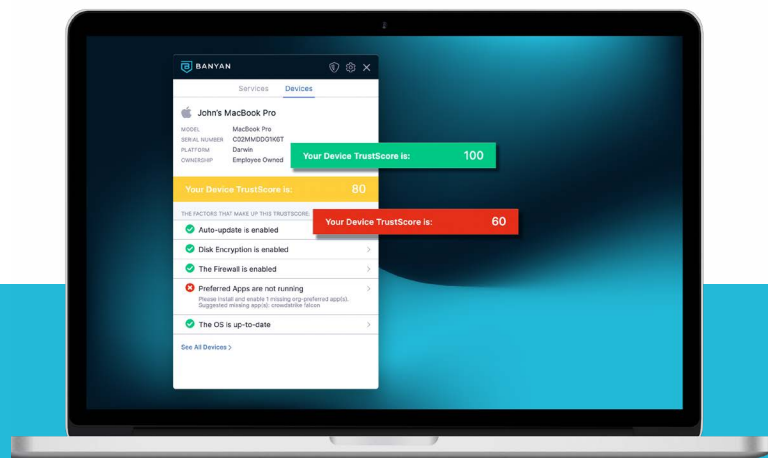 BANYAN
Services Devices
John's MacBook Pro
MODEL MacBook Pro
SERIAL NUMBER C02MMDDG1K6T
PLATFORM Darwin
OWNERSHIP Employee Owned
Your Device TrustScore is: 100
Your Device TrustScore is: 80
THE FACTORS THAT MAKE UP THIS TRUSTSCORE:
Your Device TrustScore is: 60
Auto-update is enabled
Disk Encryption is enabled
The Firewall is enabled
Preferred Apps are not running
Please install and enable 1 missing org-preferred app(s).
Suggested missing app(s): crowdstrike falcon
The OS is up-to-date
See All Devices >